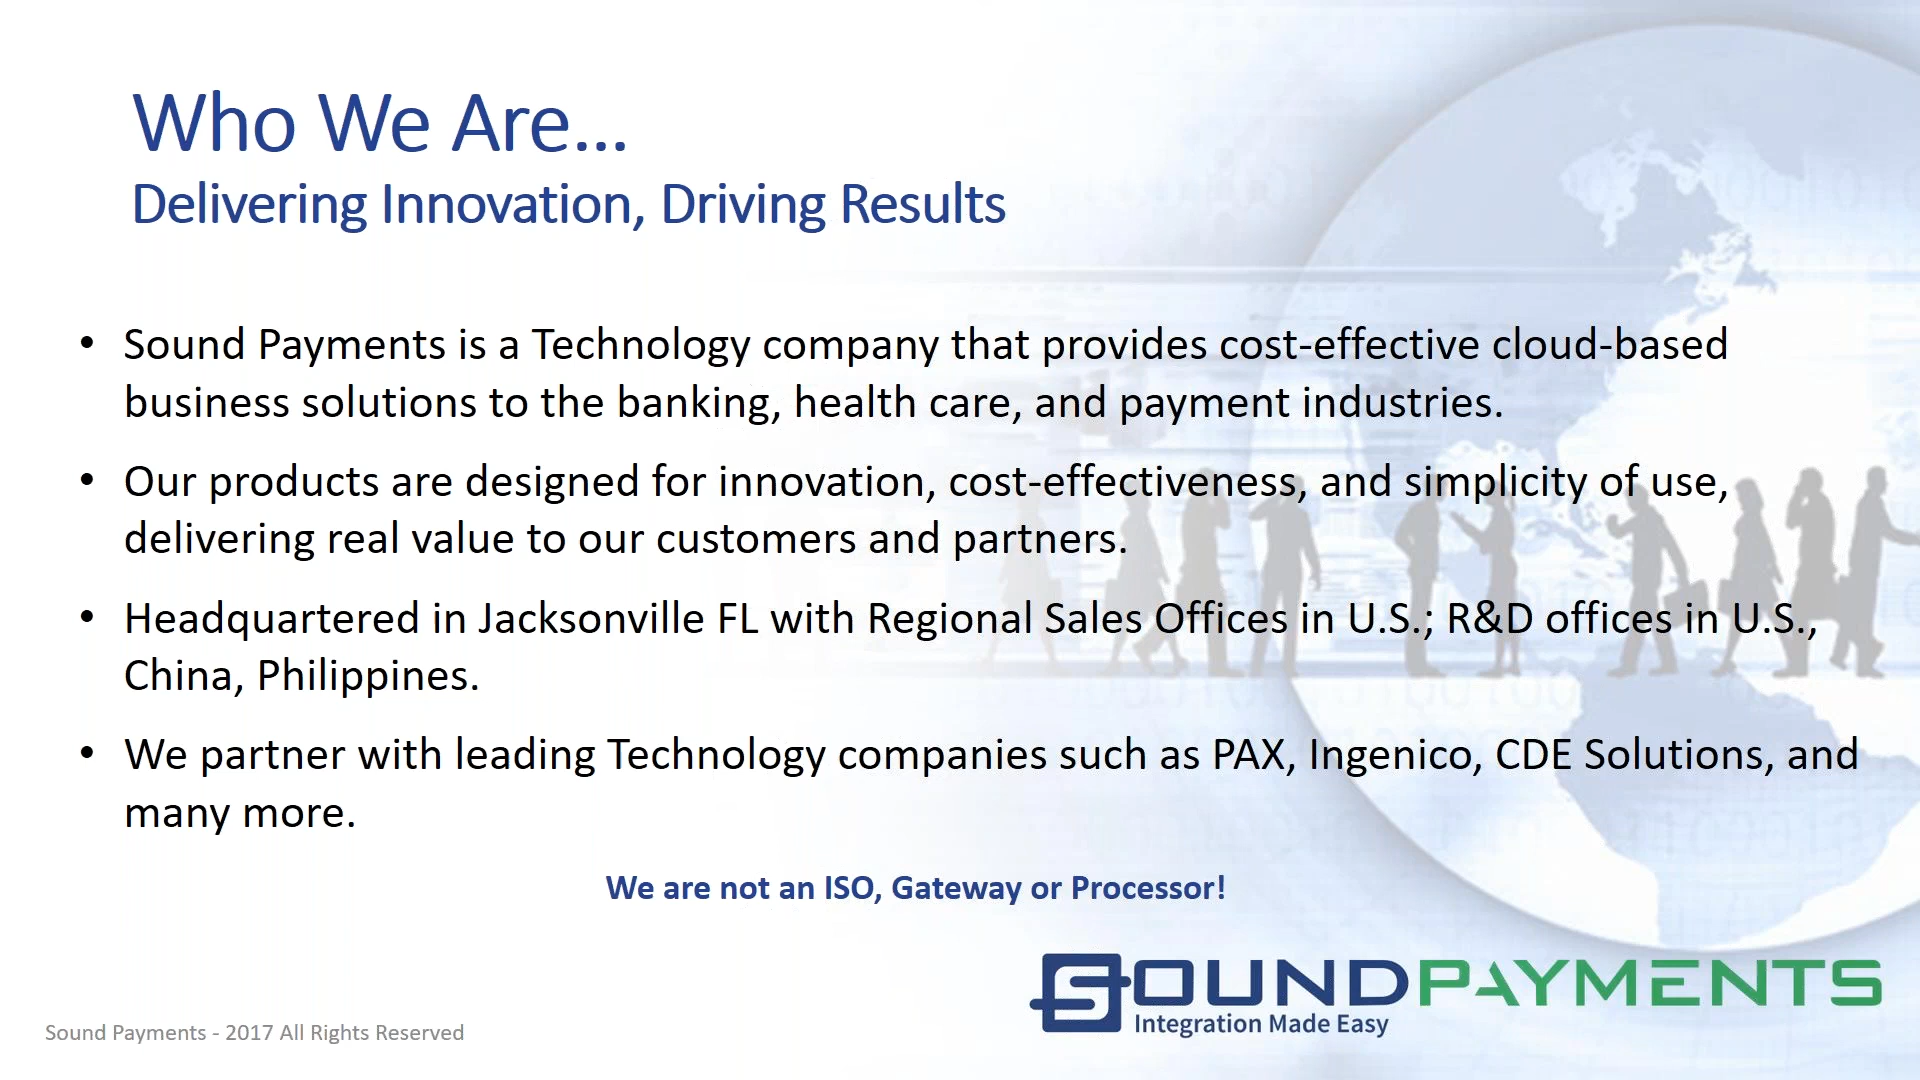 Who We Are...
Delivering Innovation, Driving Results
• Sound Payments is a Technology company that provides cost-effective cloud-based
business solutions to the banking, health care, and payment industries.
• Our products are designed for innovation, cost-effectiveness, and simplicity of use,
delivering real value to our customers and partners.
• Headquartered in Jacksonville FL with Regional Sales Offices in U.S.; R&D offices in U.S.,
China, Philippines.
• We partner with leading Technology companies such as PAX, Ingenico, CDE Solutions, and
many more.
We are not an ISO, Gateway or Processor!
SOUNDPAYMENTS
Integration Made Easy
Sound Payments - 2017 All Rights Reserved